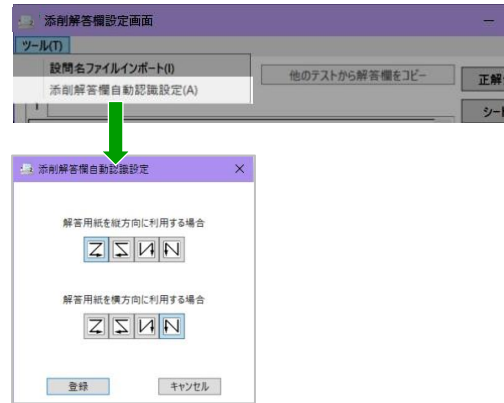 添削解答欄設定画面
ツール(T)
設問名ファイルインポート(I)
他のテストから解答欄をコピー
正解
添削解答欄自動認識設定(A)
シート
添削解答欄自動認識設定
解答用紙を縦方向に利用する場合
解答用紙を横方向に利用する場合
登録
キャンセル